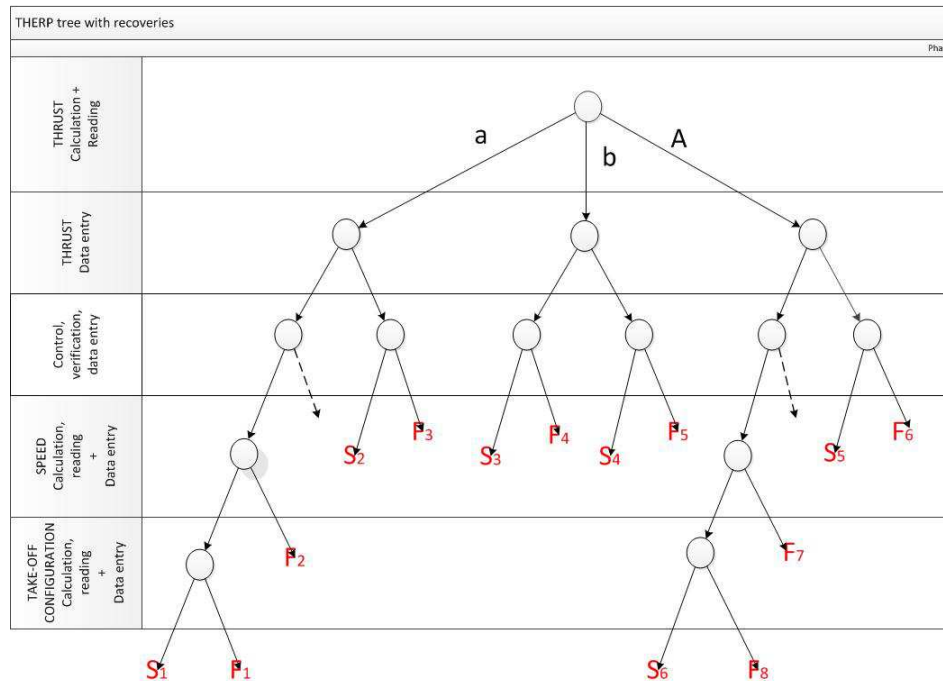 THERP tree with recoveries
Pha
THRUST
Calculation +
Reading
a
b
A
THRUST
Data entry
Control,
verification,
data entry
SPEED
Calculation,
reading
+
Data entry
S2
F3
S3
F4
S4
F5
S5
F6
TAKE-OFF
CONFIGURATION
Calculation,
reading
+
Data entry
F2
F7
S1
F1
S6
F8